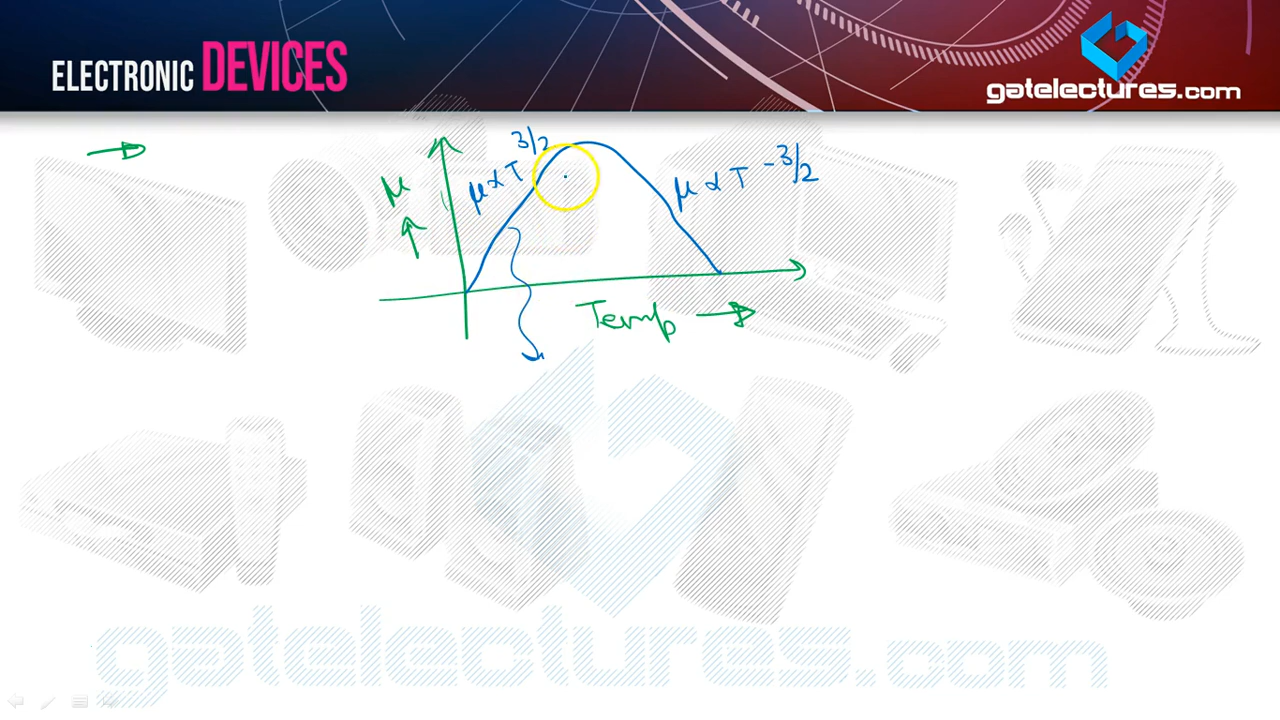 ELECTRONIC DEVICES
gatelectures.com
μ
μ ∝ T^3/2
μ ∝ T^-3/2
Temp
gatelectures.com